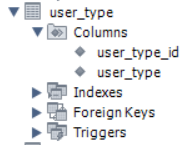 user_type
Columns
user_type_id
user_type
Indexes
Foreign Keys
Triggers